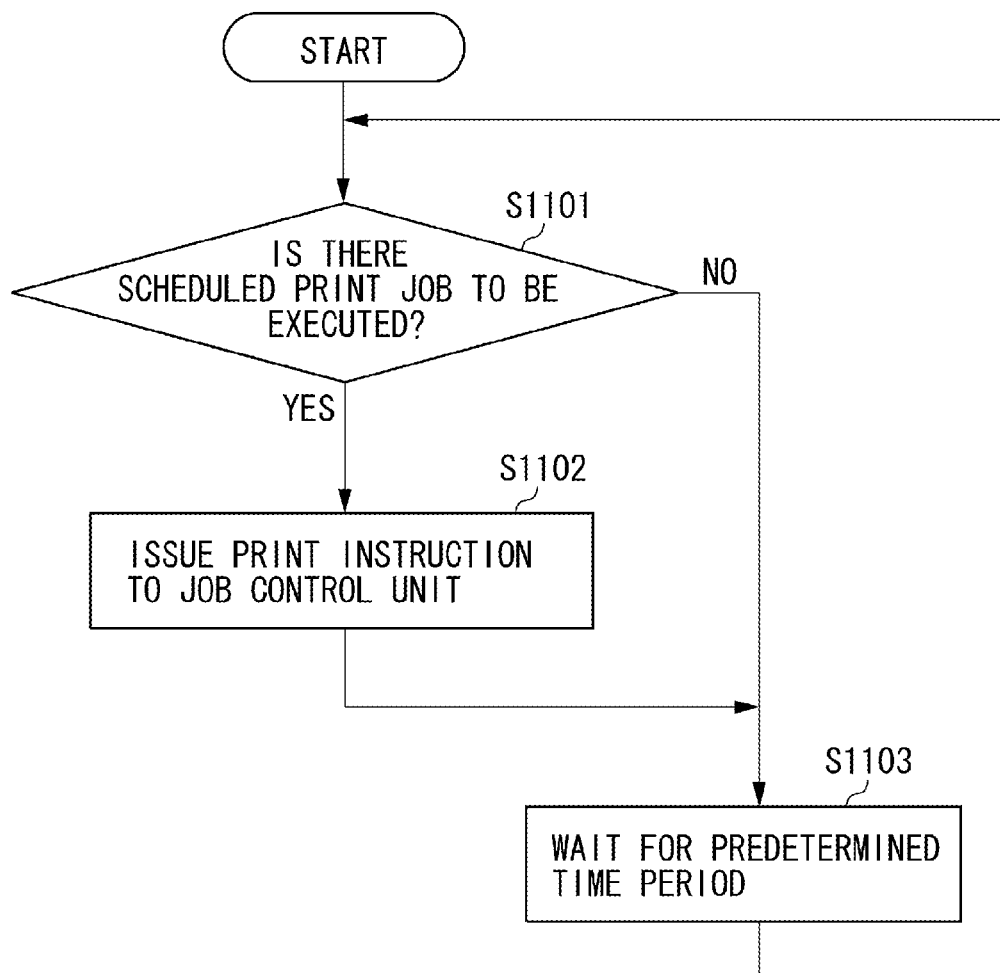 START
S1101
IS THERE
SCHEDULED PRINT JOB TO BE
EXECUTED?
NO
YES
S1102
ISSUE PRINT INSTRUCTION
TO JOB CONTROL UNIT
S1103
WAIT FOR PREDETERMINED
TIME PERIOD